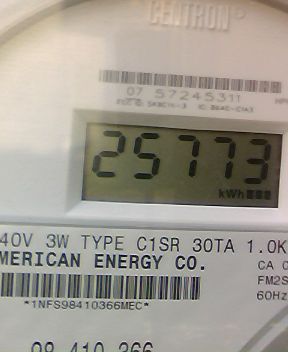 CENTRON®
07 57245311
25773
kWh
40V 3W TYPE C1SR 30TA 1.0K
MERICAN ENERGY CO.
CA 0
FM2S
60Hz
*1NFS98410366MEC*
98 410 366